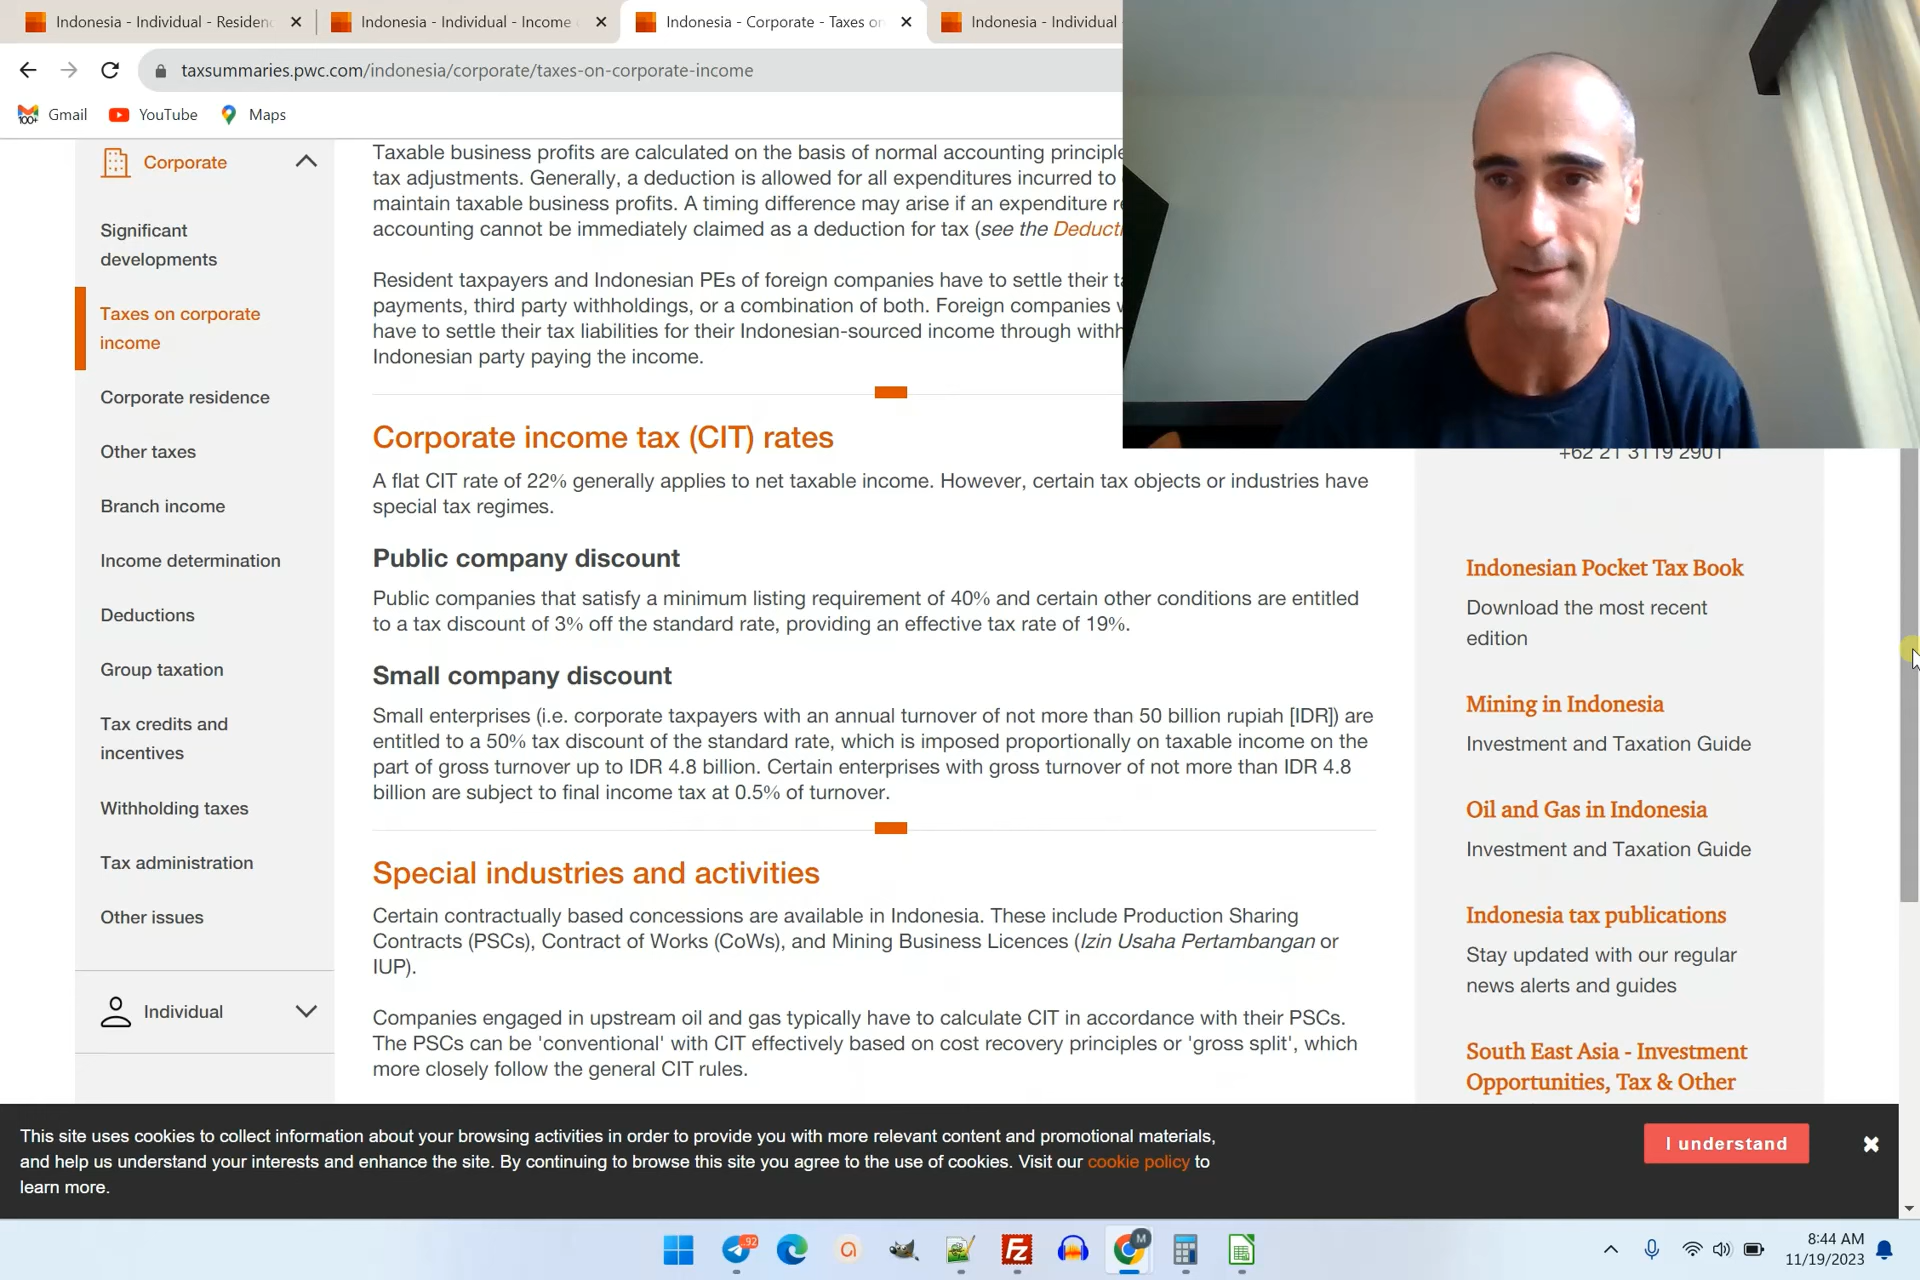 Indonesia - Individual - Residen
Indonesia - Individual - Income
Indonesia - Corporate - Taxes on
Indonesia - Individual
taxsummaries.pwc.com/indonesia/corporate/taxes-on-corporate-income
Gmail
YouTube
Maps
Corporate
Significant
developments
Taxes on corporate
income
Corporate residence
Other taxes
Branch income
Income determination
Deductions
Group taxation
Tax credits and
incentives
Withholding taxes
Tax administration
Other issues
Individual
Taxable business profits are calculated on the basis of normal accounting principle
tax adjustments. Generally, a deduction is allowed for all expenditures incurred to
maintain taxable business profits. A timing difference may arise if an expenditure
accounting cannot be immediately claimed as a deduction for tax (see the Deducti
Resident taxpayers and Indonesian PEs of foreign companies have to settle their
payments, third party withholdings, or a combination of both. Foreign companies
have to settle their tax liabilities for their Indonesian-sourced income through withh
Indonesian party paying the income.
Corporate income tax (CIT) rates
A flat CIT rate of 22% generally applies to net taxable income. However, certain tax objects or industries have
special tax regimes.
Public company discount
Public companies that satisfy a minimum listing requirement of 40% and certain other conditions are entitled
to a tax discount of 3% off the standard rate, providing an effective tax rate of 19%.
Small company discount
Small enterprises (i.e. corporate taxpayers with an annual turnover of not more than 50 billion rupiah [IDR]) are
entitled to a 50% tax discount of the standard rate, which is imposed proportionally on taxable income on the
part of gross turnover up to IDR 4.8 billion. Certain enterprises with gross turnover of not more than IDR 4.8
billion are subject to final income tax at 0.5% of turnover.
Special industries and activities
Certain contractually based concessions are available in Indonesia. These include Production Sharing
Contracts (PSCs), Contract of Works (CoWs), and Mining Business Licences (Izin Usaha Pertambangan or
IUP).
Companies engaged in upstream oil and gas typically have to calculate CIT in accordance with their PSCs.
The PSCs can be 'conventional' with CIT effectively based on cost recovery principles or 'gross split', which
more closely follow the general CIT rules.
+62 21 3119 2901
Indonesian Pocket Tax Book
Download the most recent
edition
Mining in Indonesia
Investment and Taxation Guide
Oil and Gas in Indonesia
Investment and Taxation Guide
Indonesia tax publications
Stay updated with our regular
news alerts and guides
South East Asia - Investment
Opportunities, Tax & Other
This site uses cookies to collect information about your browsing activities in order to provide you with more relevant content and promotional materials,
and help us understand your interests and enhance the site. By continuing to browse this site you agree to the use of cookies. Visit our cookie policy to
learn more.
I understand
92
M
8:44 AM
11/19/2023